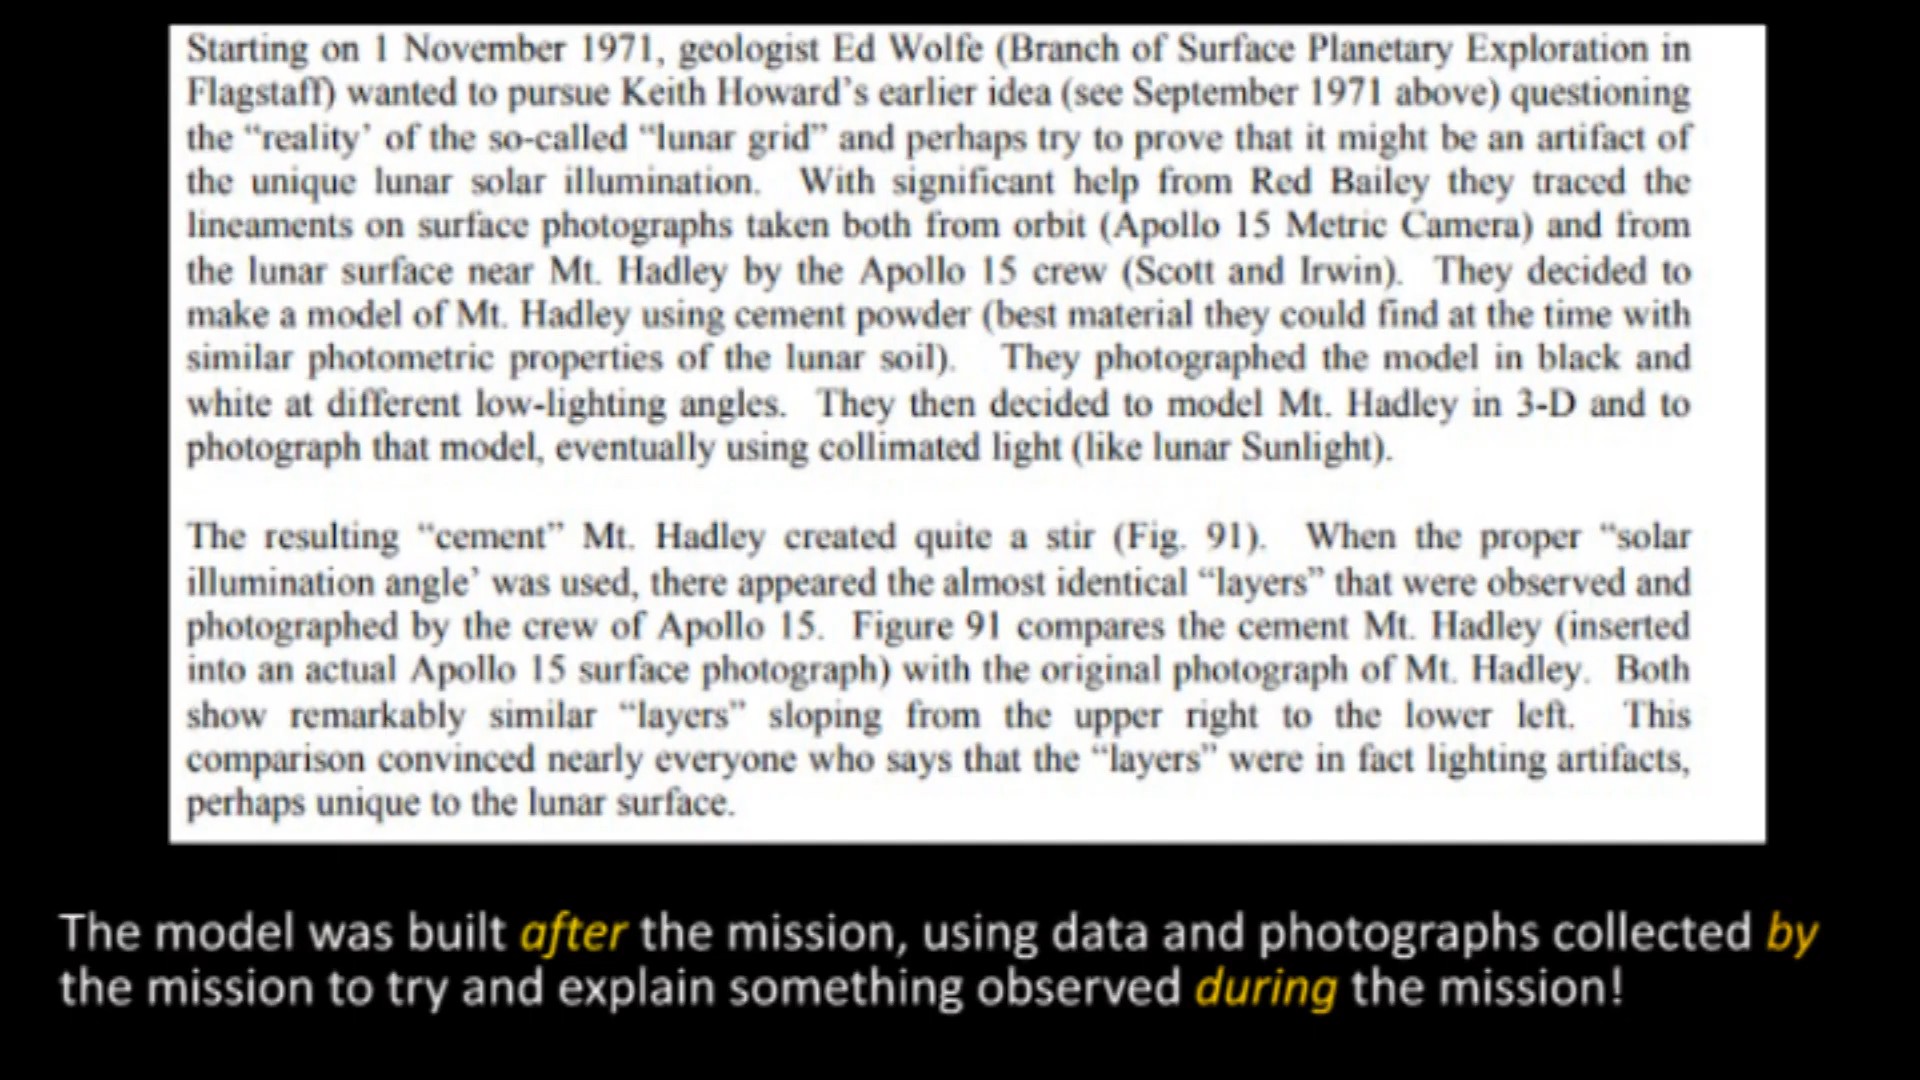 Starting on 1 November 1971, geologist Ed Wolfe (Branch of Surface Planetary Exploration in
Flagstaff) wanted to pursue Keith Howard's earlier idea (see September 1971 above) questioning
the “reality’ of the so-called “lunar grid” and perhaps try to prove that it might be an artifact of
the unique lunar solar illumination. With significant help from Red Bailey they traced the
lineaments on surface photographs taken both from orbit (Apollo 15 Metric Camera) and from
the lunar surface near Mt. Hadley by the Apollo 15 crew (Scott and Irwin). They decided to
make a model of Mt. Hadley using cement powder (best material they could find at the time with
similar photometric properties of the lunar soil). They photographed the model in black and
white at different low-lighting angles. They then decided to model Mt. Hadley in 3-D and to
photograph that model, eventually using collimated light (like lunar Sunlight).
The resulting “cement” Mt. Hadley created quite a stir (Fig. 91). When the proper “solar
illumination angle’ was used, there appeared the almost identical “layers” that were observed and
photographed by the crew of Apollo 15. Figure 91 compares the cement Mt. Hadley (inserted
into an actual Apollo 15 surface photograph) with the original photograph of Mt. Hadley. Both
show remarkably similar “layers” sloping from the upper right to the lower left. This
comparison convinced nearly everyone who says that the “layers” were in fact lighting artifacts,
perhaps unique to the lunar surface.
The model was built after the mission, using data and photographs collected by
the mission to try and explain something observed during the mission!